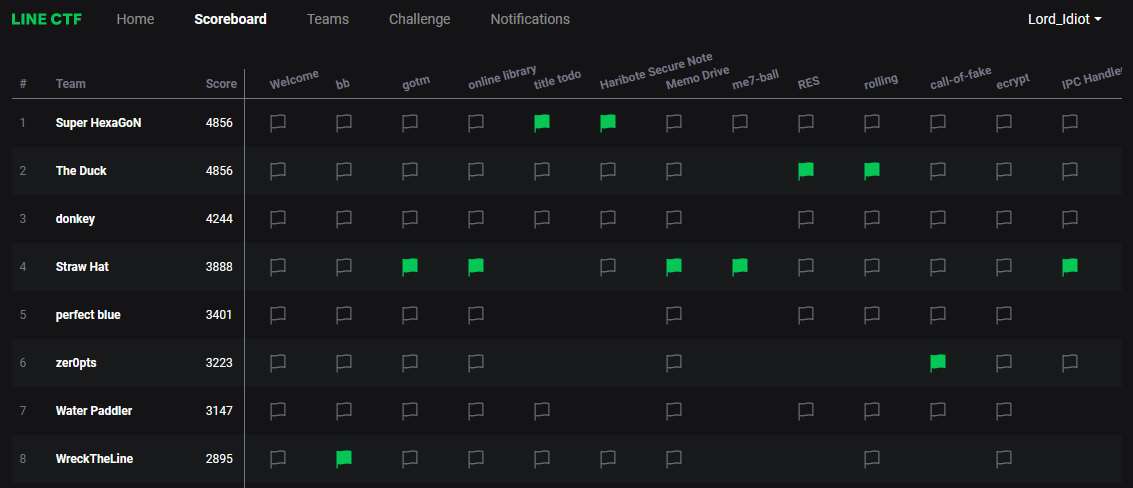 LINE CTF Home Scoreboard Teams Challenge Notifications Lord_Idiot
# Team Score Welcome bb gotm online library title todo Haribote Secure Note Memo Drive me7-ball RES rolling call-of-fake ecrypt IPC Handler
1 Super HexaGoN 4856
2 The Duck 4856
3 donkey 4244
4 Straw Hat 3888
5 perfect blue 3401
6 zer0pts 3223
7 Water Paddler 3147
8 WreckTheLine 2895